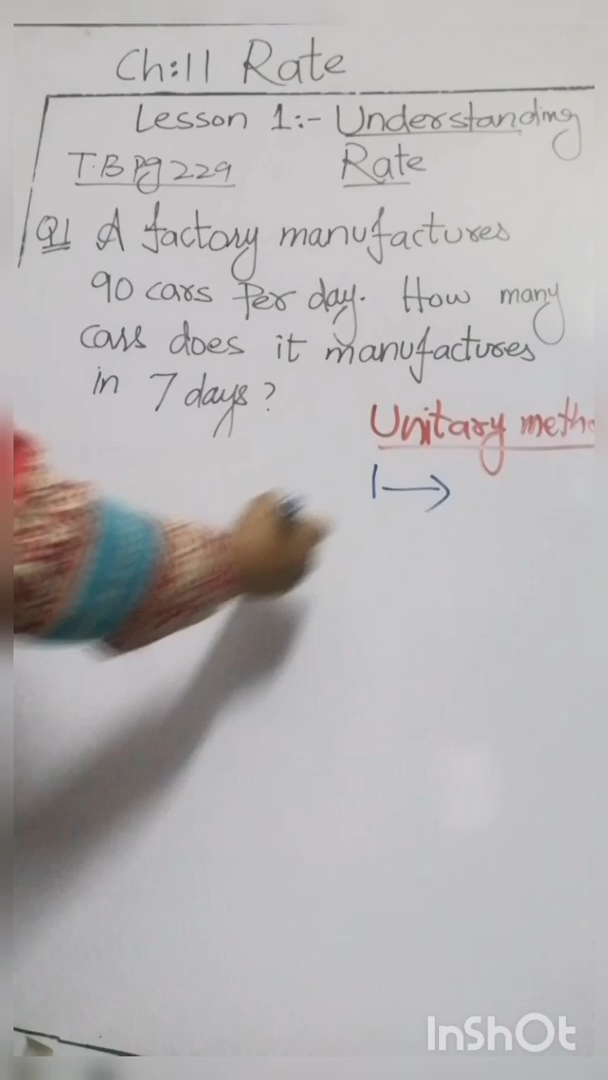 Ch:11 Rate
Lesson 1:- Understanding
T.B Pg 229 Rate
Q1 A factory manufactures
90 cars Per day. How many
cars does it manufactures
in 7 days?
Unitary metho
1→
InShOt